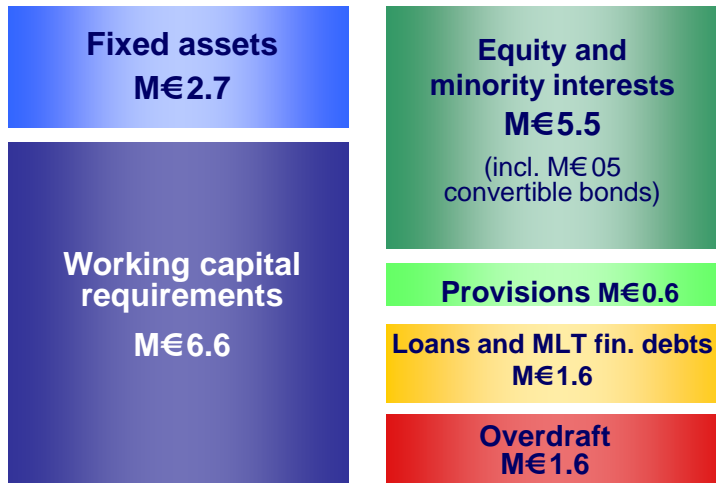 Fixed assets
M€2.7
Working capital
requirements
M€6.6
Equity and
minority interests
M€5.5
(incl. M€05
convertible bonds)
Provisions M€0.6
Loans and MLT fin. debts
M€1.6
Overdraft
M€1.6